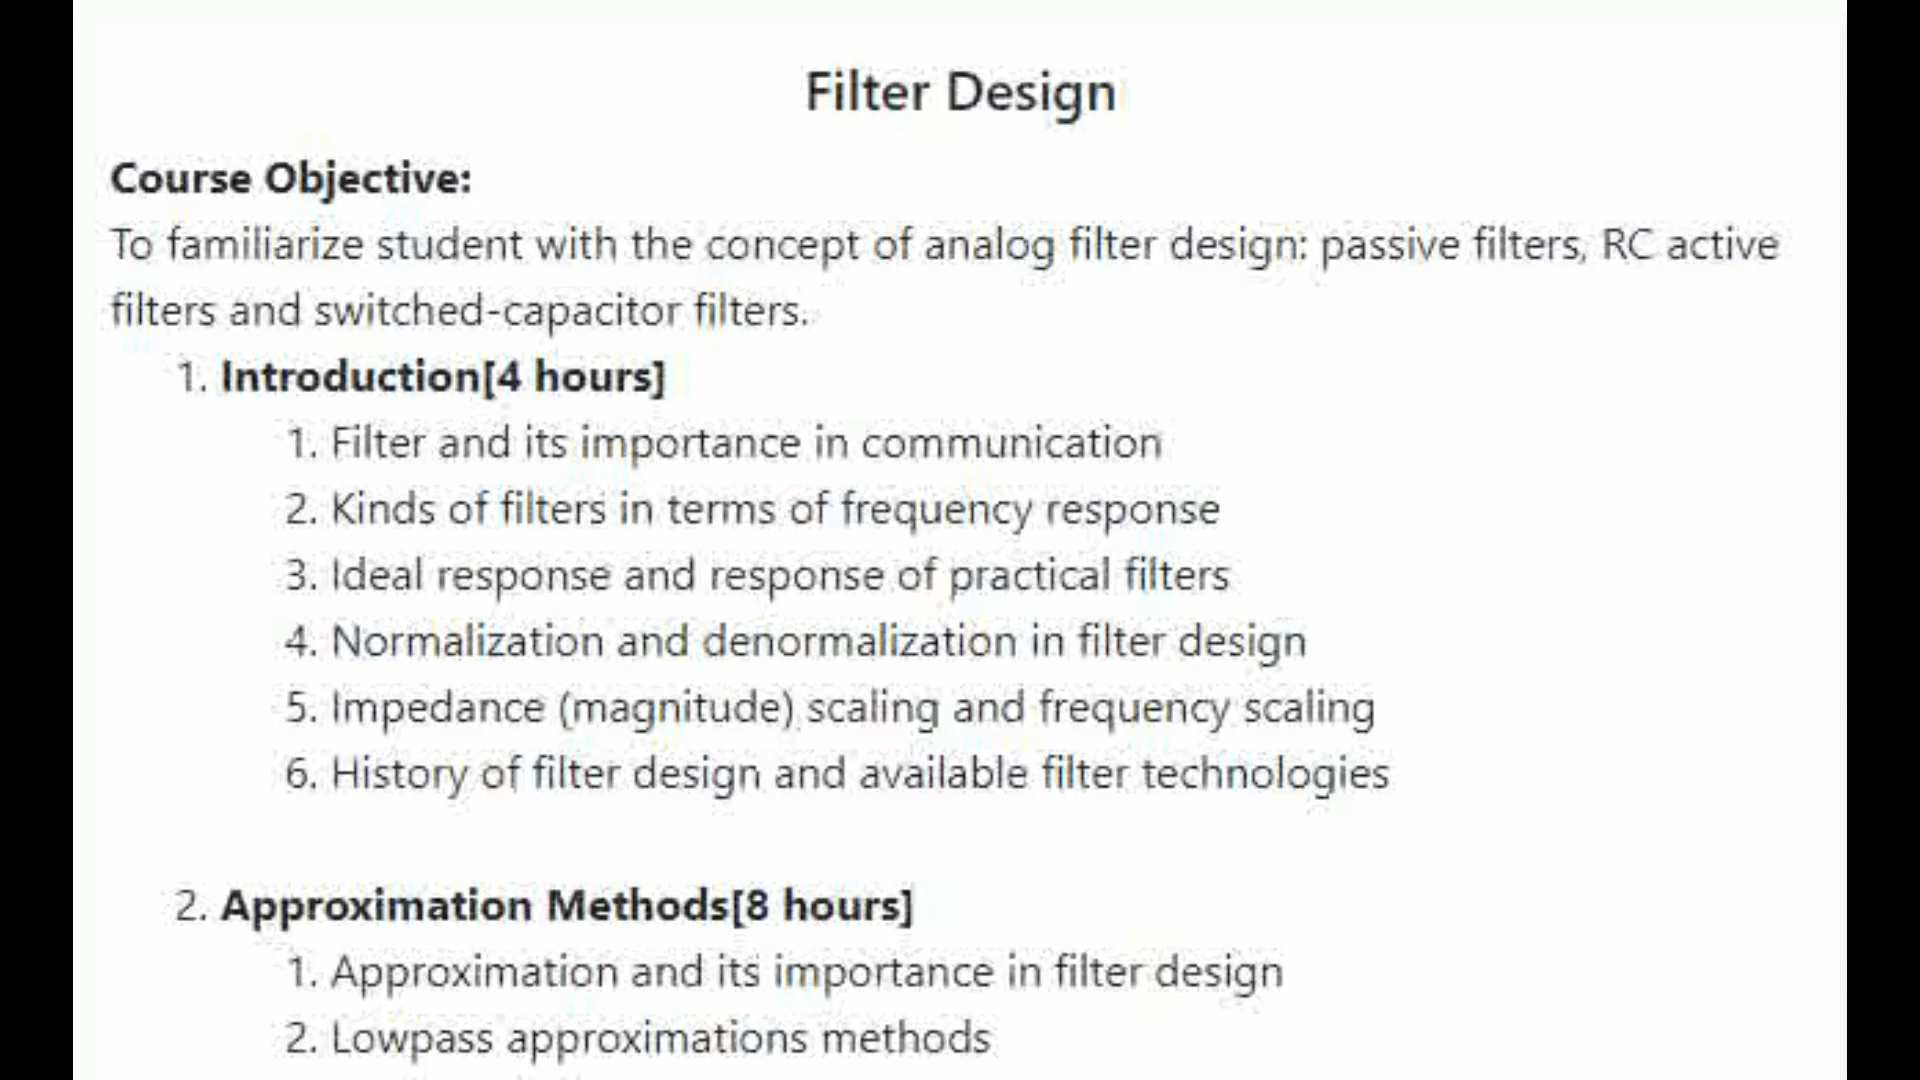 Filter Design
Course Objective:
To familiarize student with the concept of analog filter design: passive filters, RC active
filters and switched-capacitor filters.
1. Introduction[4 hours]
1. Filter and its importance in communication
2. Kinds of filters in terms of frequency response
3. Ideal response and response of practical filters
4. Normalization and denormalization in filter design
5. Impedance (magnitude) scaling and frequency scaling
6. History of filter design and available filter technologies
2. Approximation Methods[8 hours]
1. Approximation and its importance in filter design
2. Lowpass approximations methods